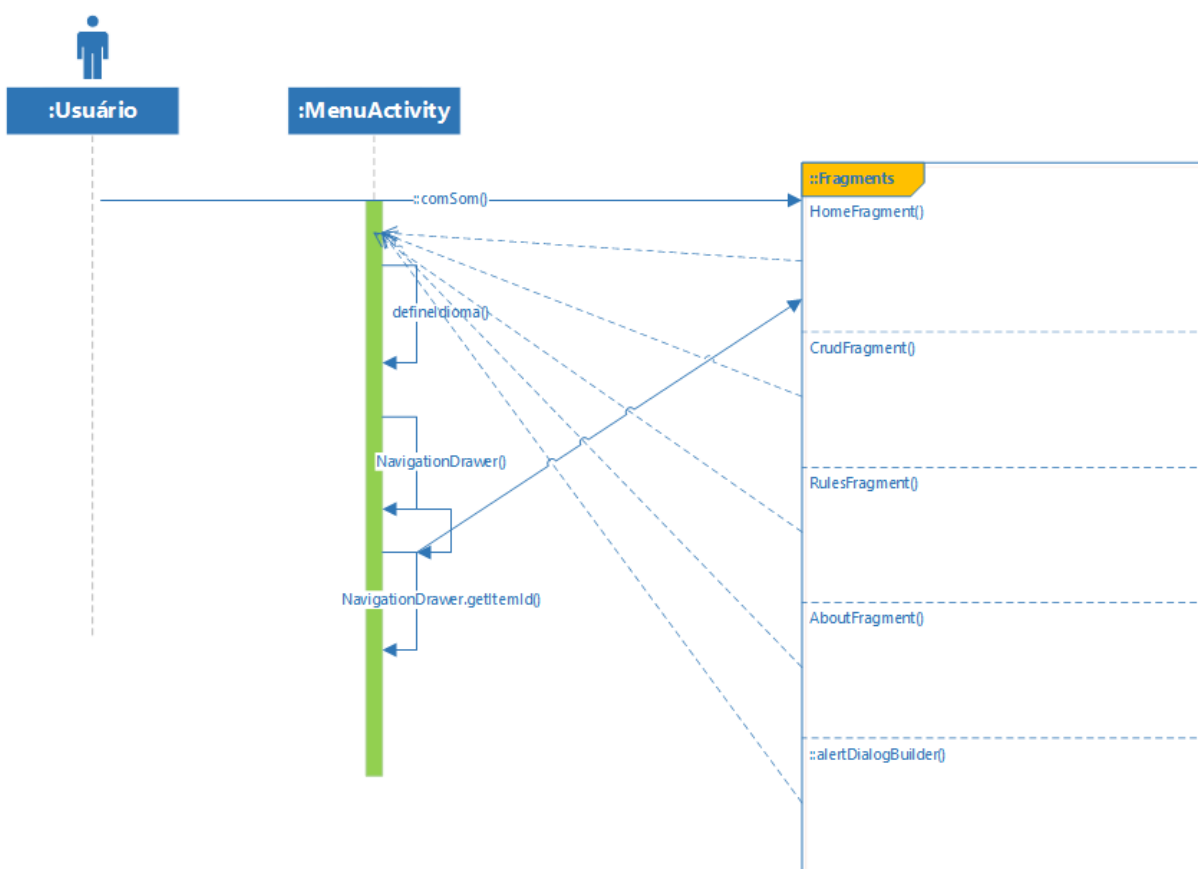 :Usuário
:MenuActivity
::Fragments
::comSom()
HomeFragment()
defineIdioma()
CrudFragment()
NavigationDrawer()
RulesFragment()
NavigationDrawer.getItemId()
AboutFragment()
::alertDialogBuilder()